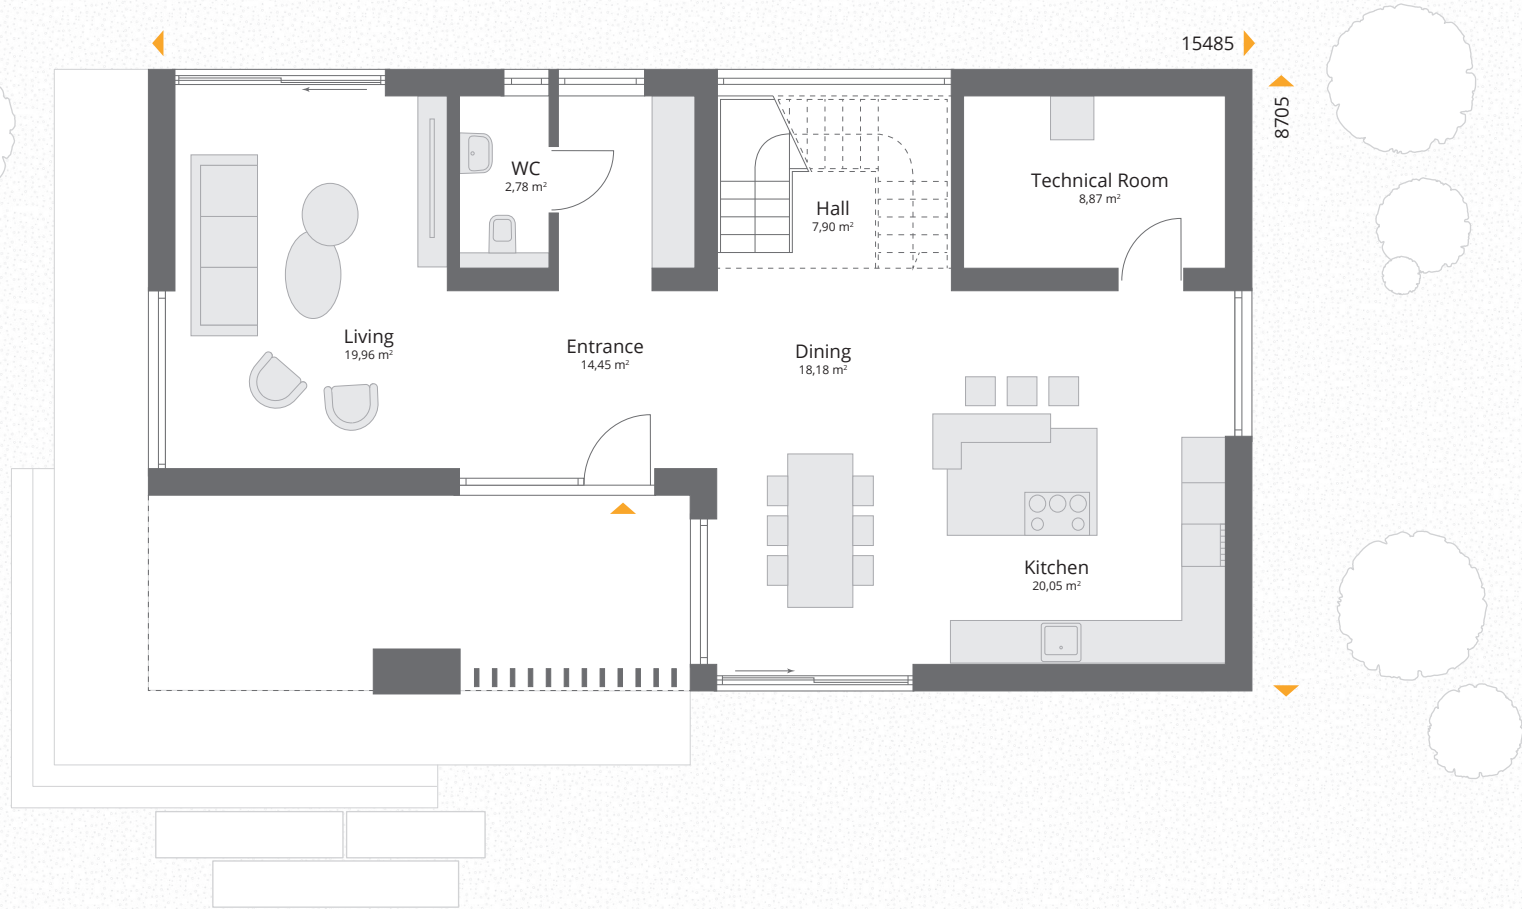 15485
8705
WC
2,78 m²
Technical Room
8,87 m²
Hall
7,90 m²
Living
19,96 m²
Entrance
14,45 m²
Dining
18,18 m²
Kitchen
20,05 m²